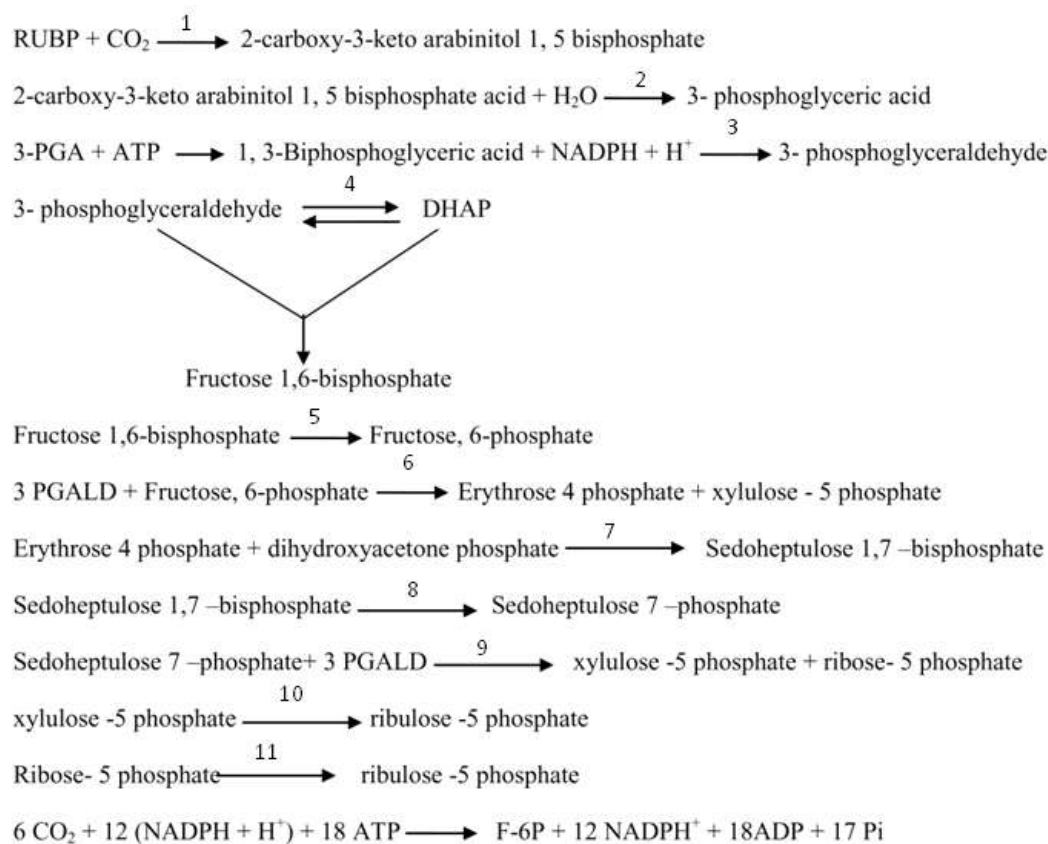 1
RUBP + CO₂ → 2-carboxy-3-keto arabinitol 1, 5 bisphosphate
2
2-carboxy-3-keto arabinitol 1, 5 bisphosphate acid + H₂O → 3- phosphoglyceric acid
3
3-PGA + ATP → 1, 3-Biphosphoglyceric acid + NADPH + H⁺ → 3- phosphoglyceraldehyde
4
3- phosphoglyceraldehyde ⇌ DHAP
Fructose 1,6-bisphosphate
5
Fructose 1,6-bisphosphate → Fructose, 6-phosphate
6
3 PGALD + Fructose, 6-phosphate → Erythrose 4 phosphate + xylulose - 5 phosphate
7
Erythrose 4 phosphate + dihydroxyacetone phosphate → Sedoheptulose 1,7 –bisphosphate
8
Sedoheptulose 1,7 –bisphosphate → Sedoheptulose 7 –phosphate
9
Sedoheptulose 7 –phosphate+ 3 PGALD → xylulose -5 phosphate + ribose- 5 phosphate
10
xylulose -5 phosphate → ribulose -5 phosphate
11
Ribose- 5 phosphate → ribulose -5 phosphate
6 CO₂ + 12 (NADPH + H⁺) + 18 ATP → F-6P + 12 NADPH⁺ + 18ADP + 17 Pi